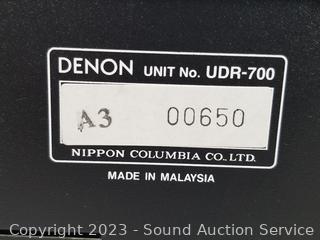 DENON UNIT No. UDR-700
A3 00650
NIPPON COLUMBIA CO., LTD.
MADE IN MALAYSIA
Copyright 2023 - Sound Auction Service